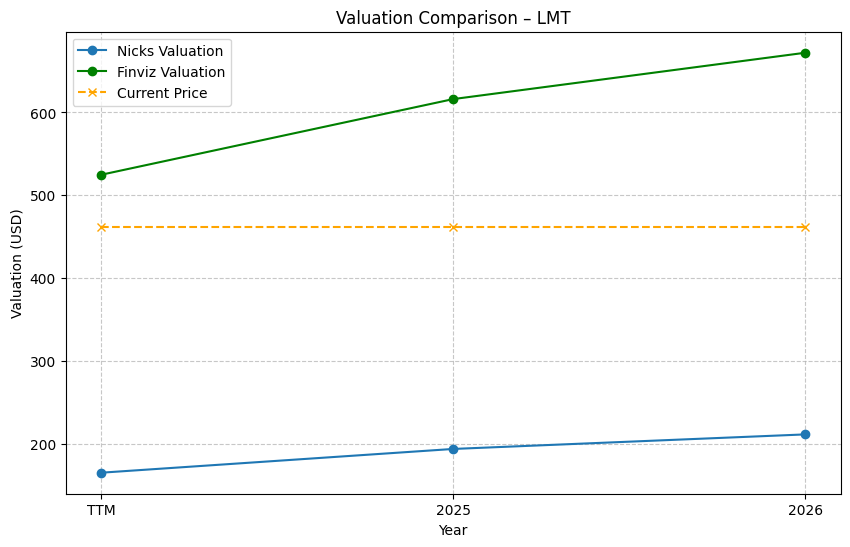 Valuation Comparison – LMT
Nicks Valuation
Finviz Valuation
Current Price
Valuation (USD)
600
500
400
300
200
TTM
2025
2026
Year